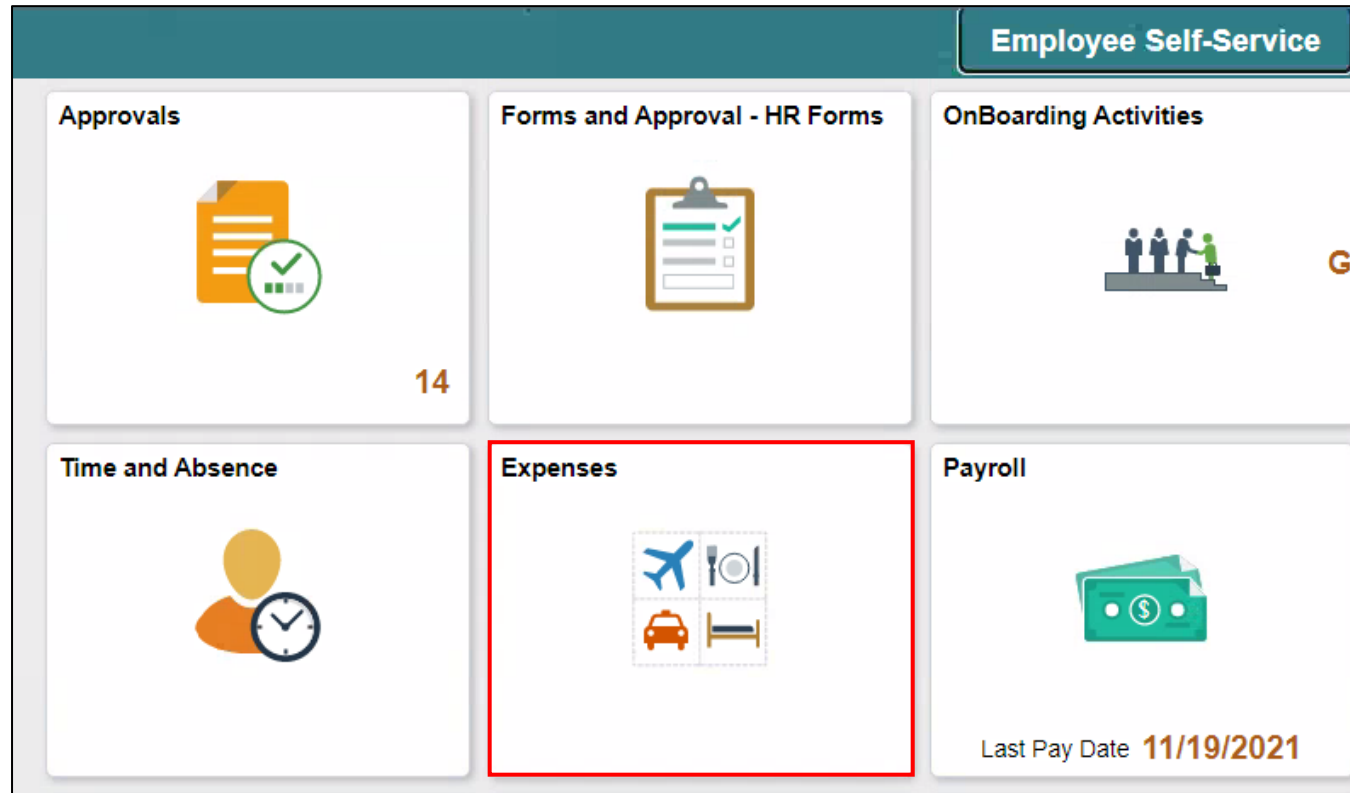 Employee Self-Service
Approvals
Forms and Approval - HR Forms
OnBoarding Activities
G
14
Time and Absence
Expenses
Payroll
$
Last Pay Date 11/19/2021